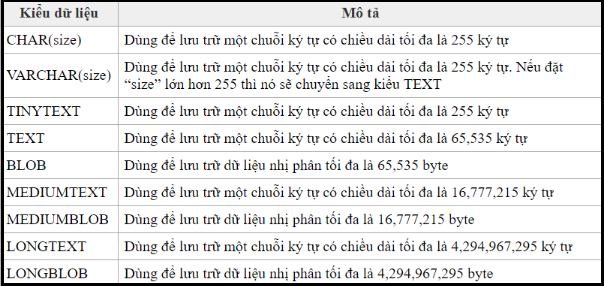 Kiểu dữ liệu Mô tả
CHAR(size) Dùng để lưu trữ một chuỗi ký tự có chiều dài tối đa là 255 ký tự
VARCHAR(size) Dùng để lưu trữ một chuỗi ký tự có chiều dài tối đa là 255 ký tự. Nếu đặt
“size” lớn hơn 255 thì nó sẽ chuyển sang kiểu TEXT
TINYTEXT Dùng để lưu trữ một chuỗi ký tự có chiều dài tối đa là 255 ký tự
TEXT Dùng để lưu trữ một chuỗi ký tự có chiều dài tối đa là 65,535 ký tự
BLOB Dùng để lưu trữ dữ liệu nhị phân tối đa là 65,535 byte
MEDIUMTEXT Dùng để lưu trữ một chuỗi ký tự có chiều dài tối đa là 16,777,215 ký tự
MEDIUMBLOB Dùng để lưu trữ dữ liệu nhị phân tối đa là 16,777,215 byte
LONGTEXT Dùng để lưu trữ một chuỗi ký tự có chiều dài tối đa là 4,294,967,295 ký tự
LONGBLOB Dùng để lưu trữ dữ liệu nhị phân tối đa là 4,294,967,295 byte